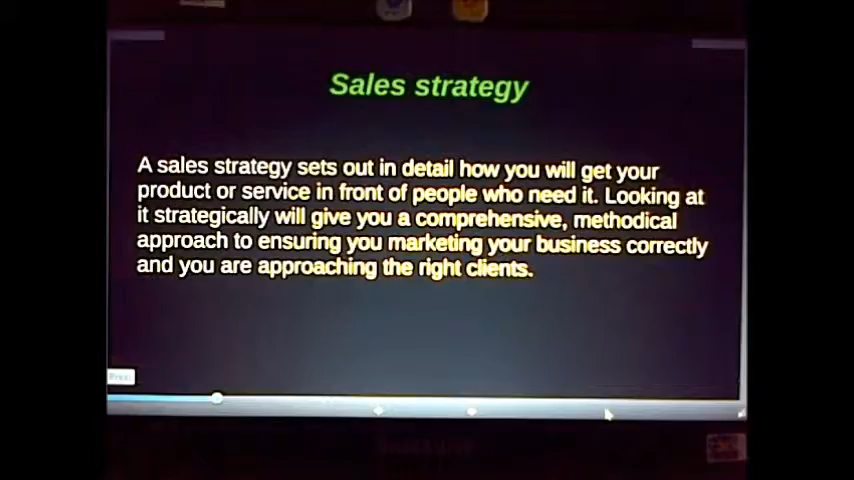 Sales strategy
A sales strategy sets out in detail how you will get your
product or service in front of people who need it. Looking at
it strategically will give you a comprehensive, methodical
approach to ensuring you marketing your business correctly
and you are approaching the right clients.